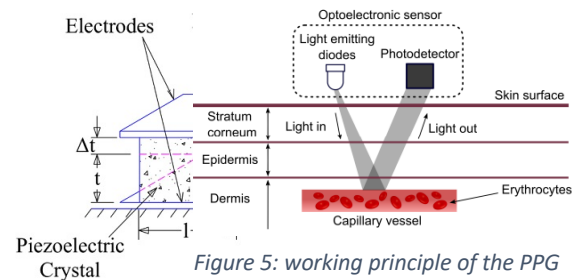 Electrodes
Δt
t
l
Piezoelectric
Crystal
Optoelectronic sensor
Light emitting
diodes
Photodetector
Skin surface
Stratum
corneum
Light in
Light out
Epidermis
Dermis
Erythrocytes
Capillary vessel
Figure 5: working principle of the PPG